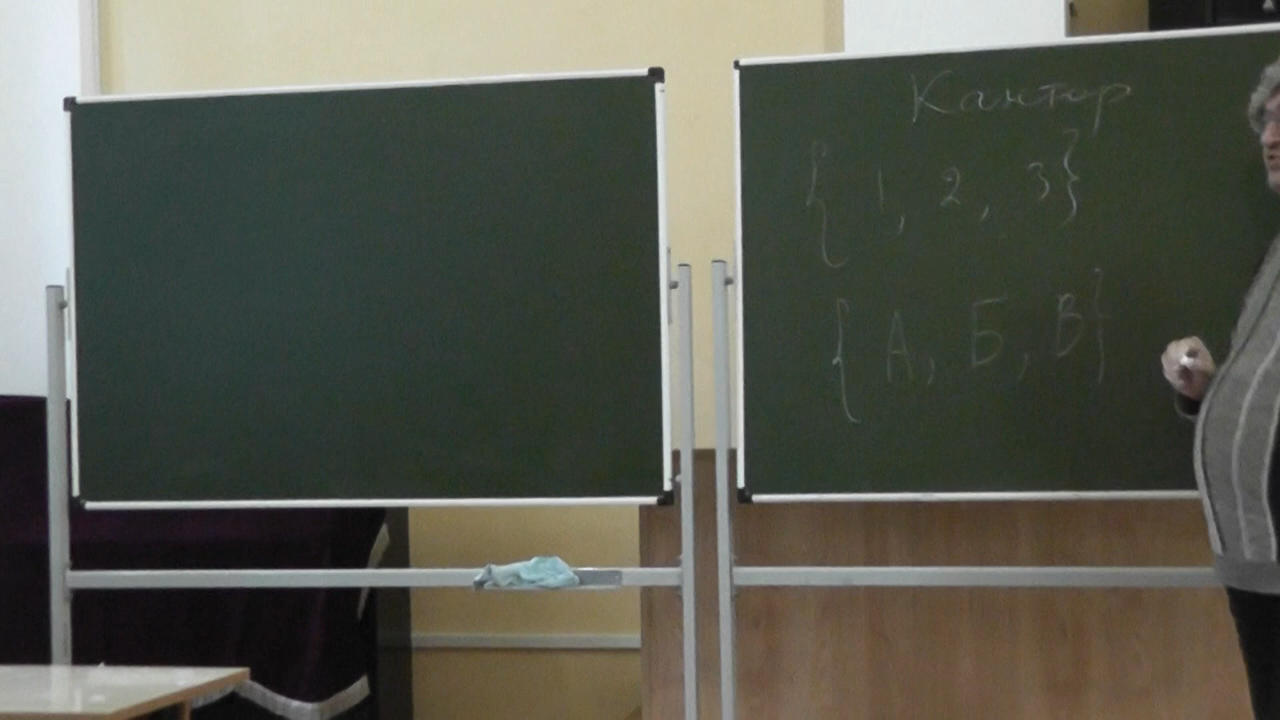 Кантор
{ 1, 2, 3}
{ А, Б, В}